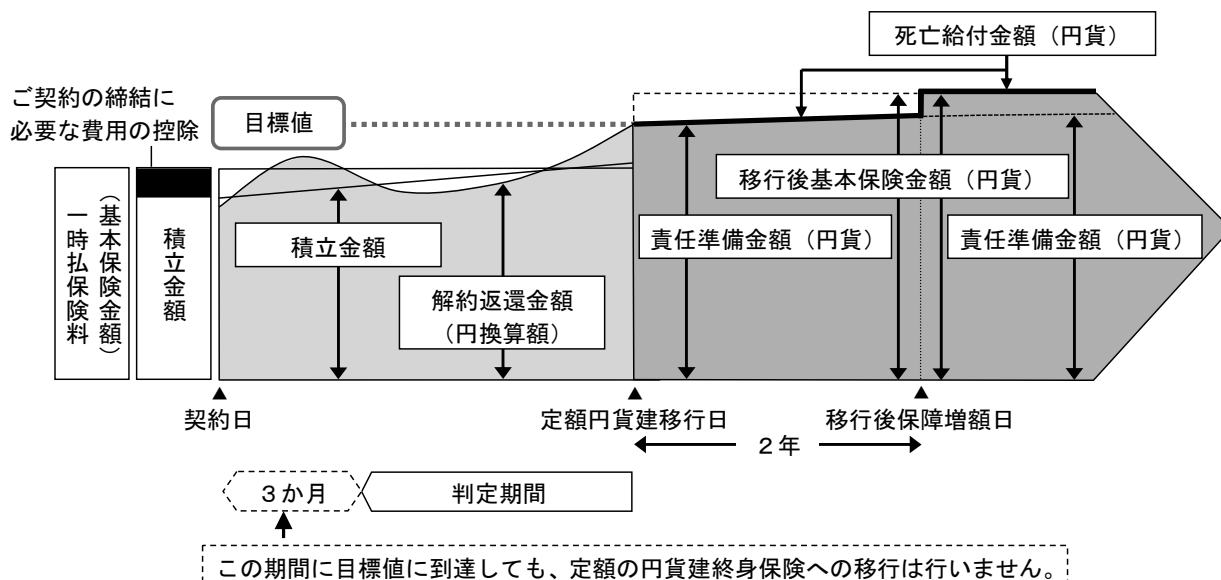 死亡給付金額（円貨）
ご契約の締結に
必要な費用の控除
目標値
一時払保険料
（基本保険金額）
積立金額
積立金額
解約返還金額
（円換算額）
移行後基本保険金額（円貨）
責任準備金額（円貨）
責任準備金額（円貨）
契約日
定額円貨建移行日
移行後保障増額日
２年
３か月
判定期間
この期間に目標値に到達しても、定額の円貨建終身保険への移行は行いません。